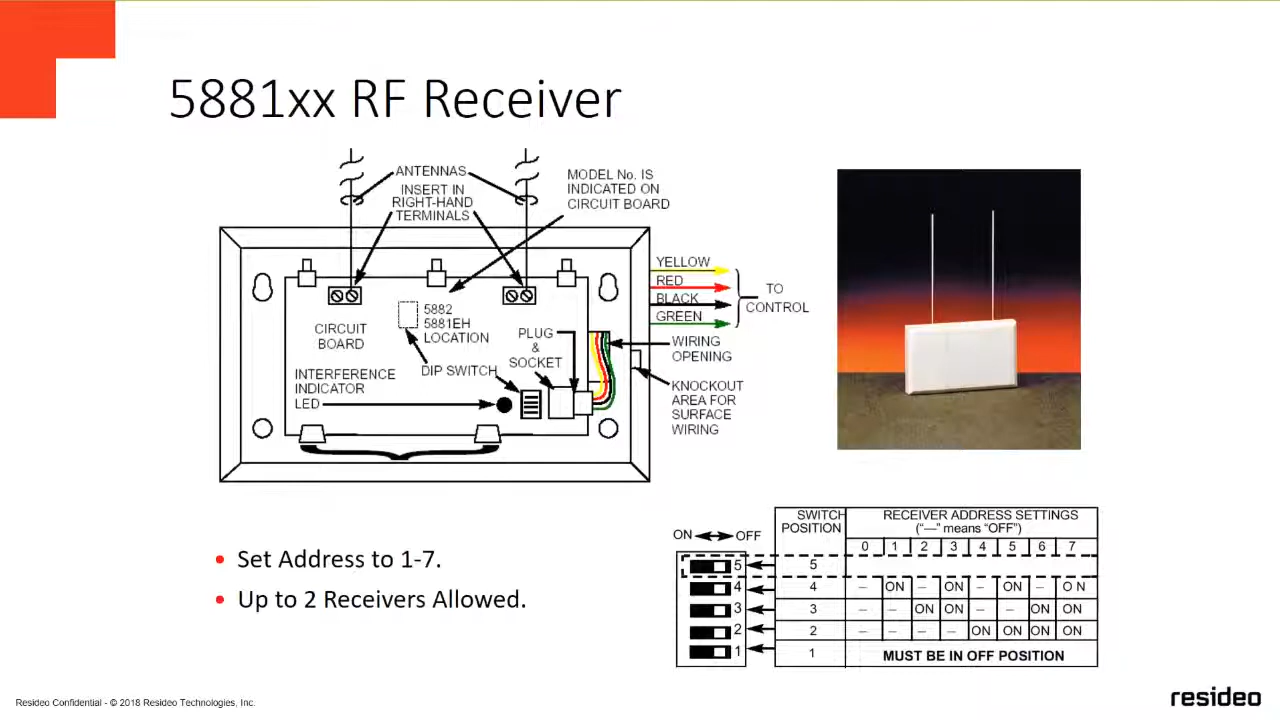 5881xx RF Receiver
ANTENNAS
INSERT IN
RIGHT-HAND
TERMINALS
MODEL No. IS
INDICATED ON
CIRCUIT BOARD
YELLOW
RED
BLACK
GREEN
TO
CONTROL
5882
5881EH
LOCATION
CIRCUIT
BOARD
PLUG
&
SOCKET
WIRING
OPENING
DIP SWITCH
INTERFERENCE
INDICATOR
LED
KNOCKOUT
AREA FOR
SURFACE
WIRING
• Set Address to 1-7.
• Up to 2 Receivers Allowed.
ON OFF
5
4
3
2
1
SWITCH
POSITION
RECEIVER ADDRESS SETTINGS
("—" means "OFF")
0 1 2 3 4 5 6 7
5
4 – ON – ON – ON – ON
3 – – ON ON – – ON ON
2 – – – – ON ON ON ON
1 MUST BE IN OFF POSITION
Resideo Confidential - © 2018 Resideo Technologies, Inc.
resideo